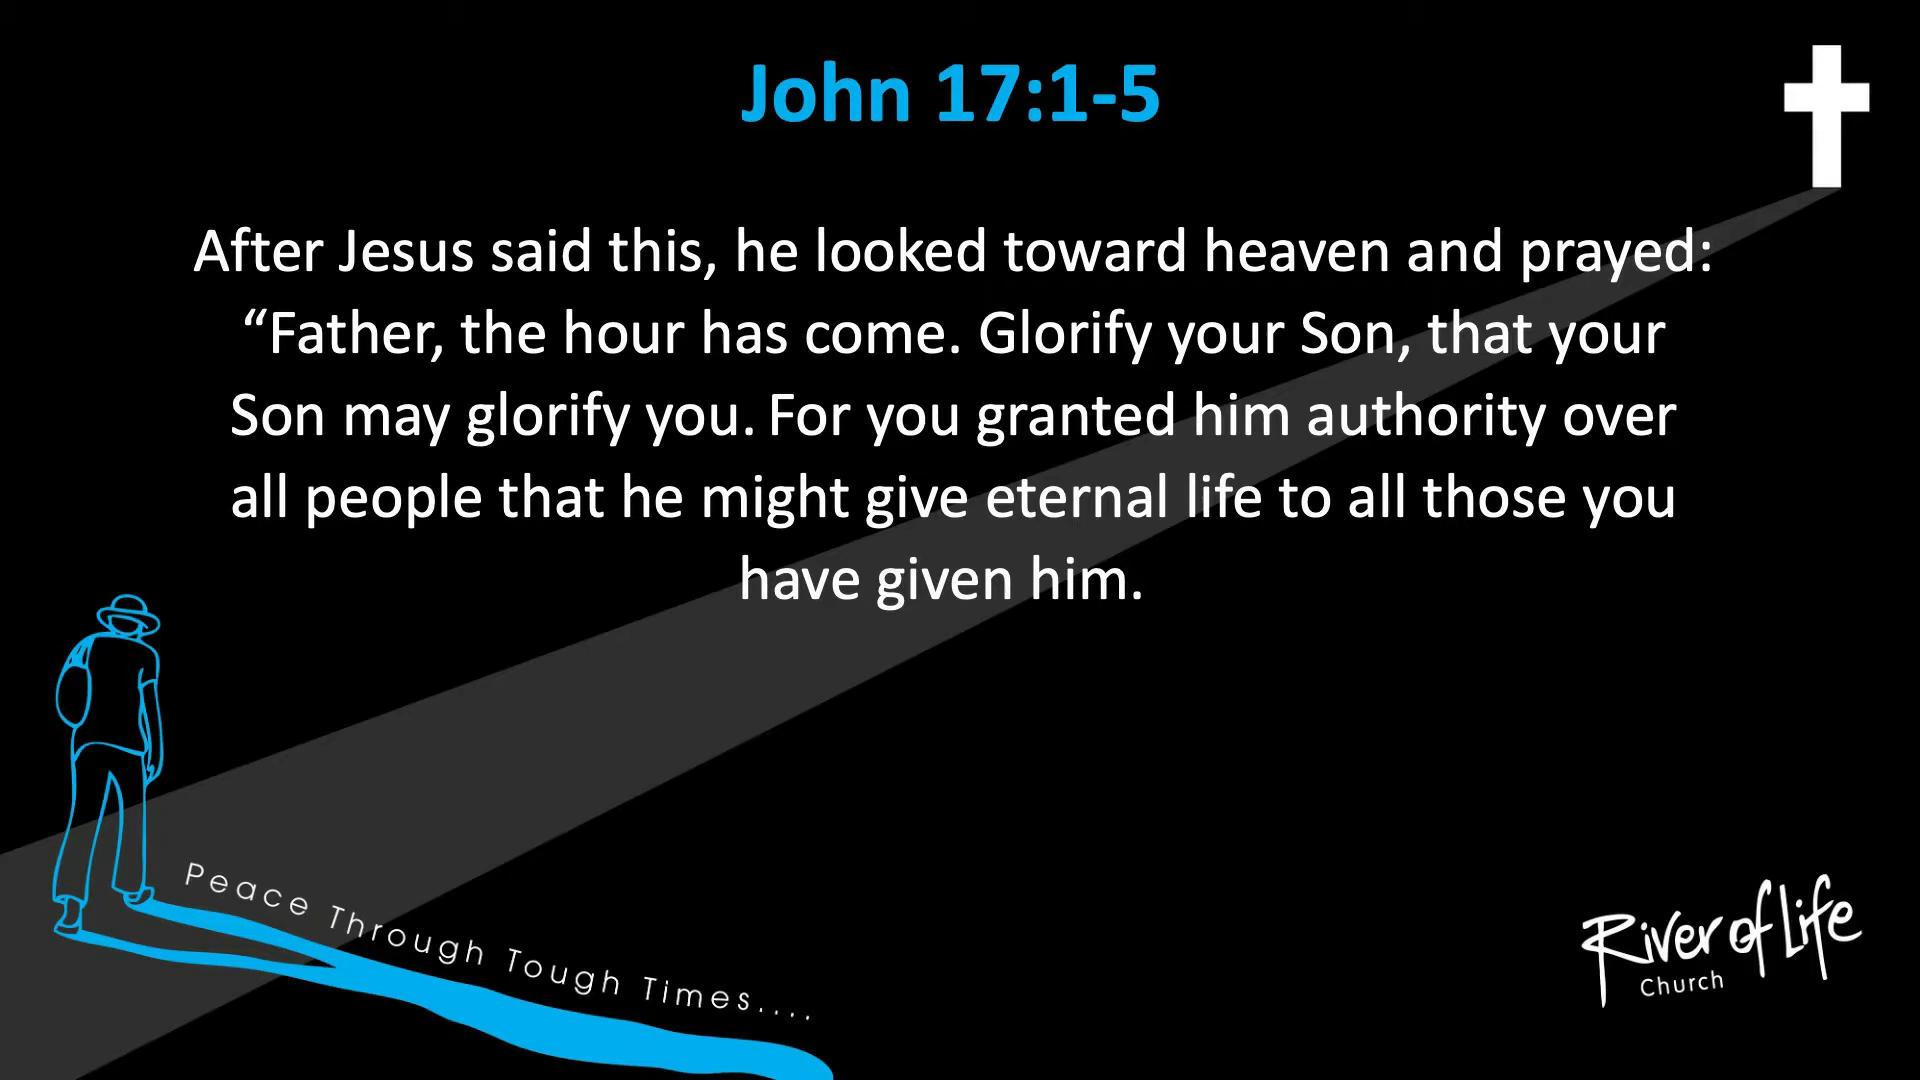 John 17:1-5
After Jesus said this, he looked toward heaven and prayed:
“Father, the hour has come. Glorify your Son, that your
Son may glorify you. For you granted him authority over
all people that he might give eternal life to all those you
have given him.
Peace Through Tough Times....
River of Life
Church